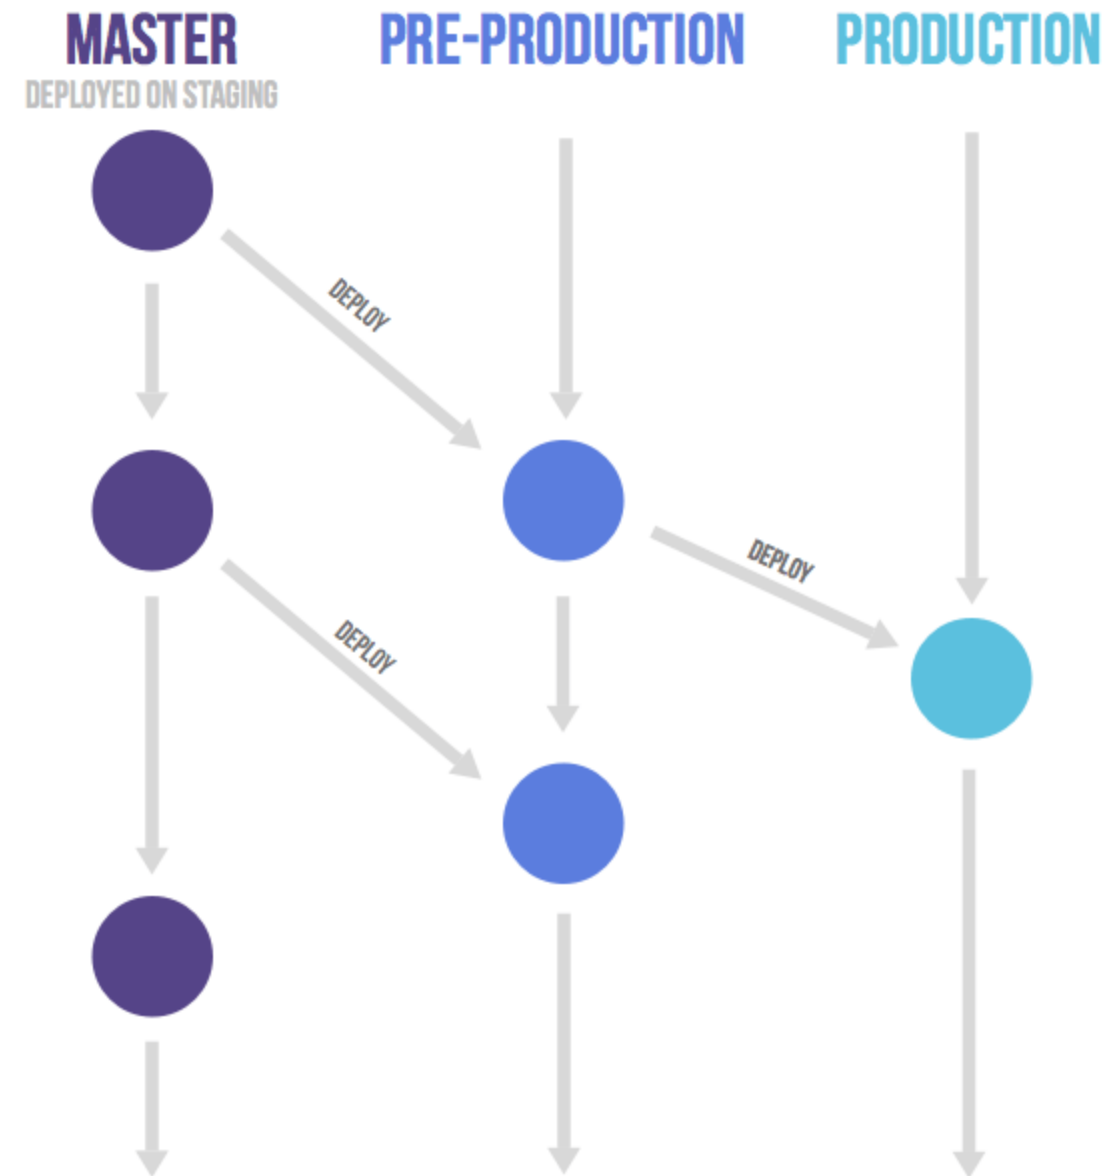 MASTER
DEPLOYED ON STAGING
PRE-PRODUCTION
PRODUCTION
DEPLOY
DEPLOY
DEPLOY